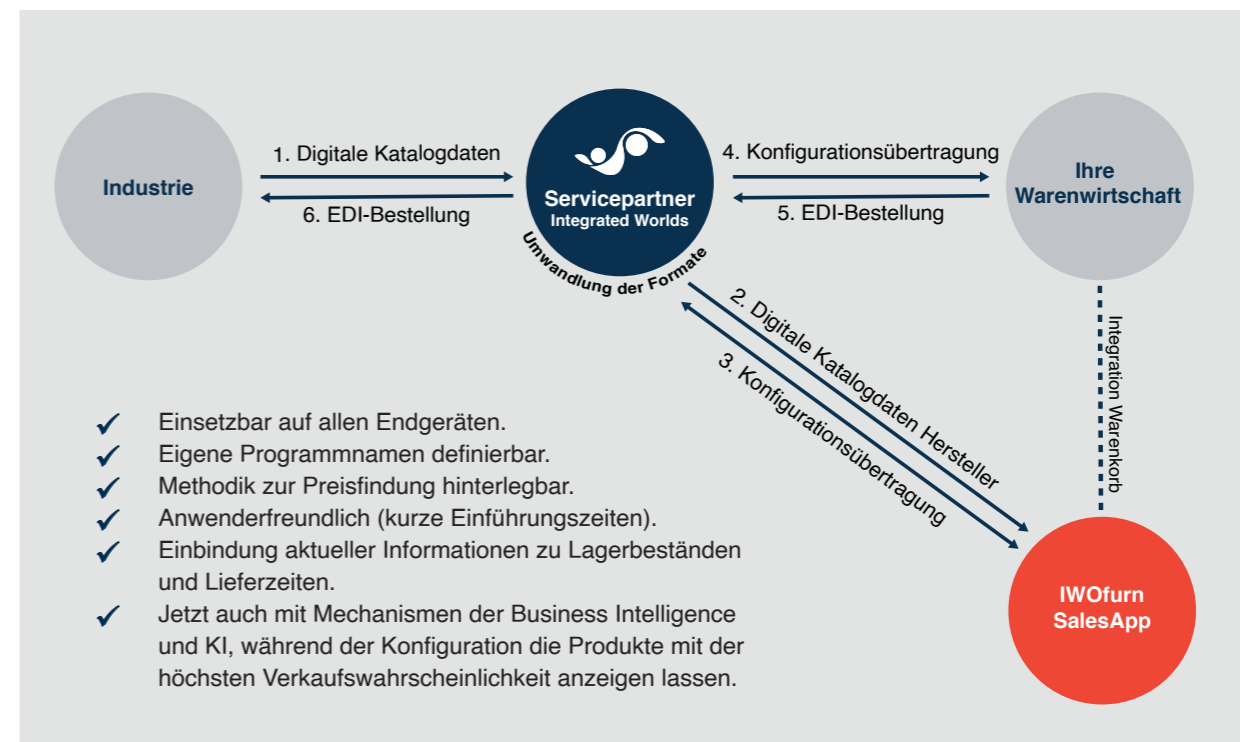 Industrie
1. Digitale Katalogdaten
6. EDI-Bestellung
Servicepartner
Integrated Worlds
Umwandlung der Formate
4. Konfigurationsübertragung
5. EDI-Bestellung
Ihre
Warenwirtschaft
2. Digitale Katalogdaten Hersteller
3. Konfigurationsübertragung
Integration Warenkorb
IWOfurn
SalesApp
✓ Einsetzbar auf allen Endgeräten.
✓ Eigene Programmnamen definierbar.
✓ Methodik zur Preisfindung hinterlegbar.
✓ Anwenderfreundlich (kurze Einführungszeiten).
✓ Einbindung aktueller Informationen zu Lagerbeständen
und Lieferzeiten.
✓ Jetzt auch mit Mechanismen der Business Intelligence
und KI, während der Konfiguration die Produkte mit der
höchsten Verkaufswahrscheinlichkeit anzeigen lassen.